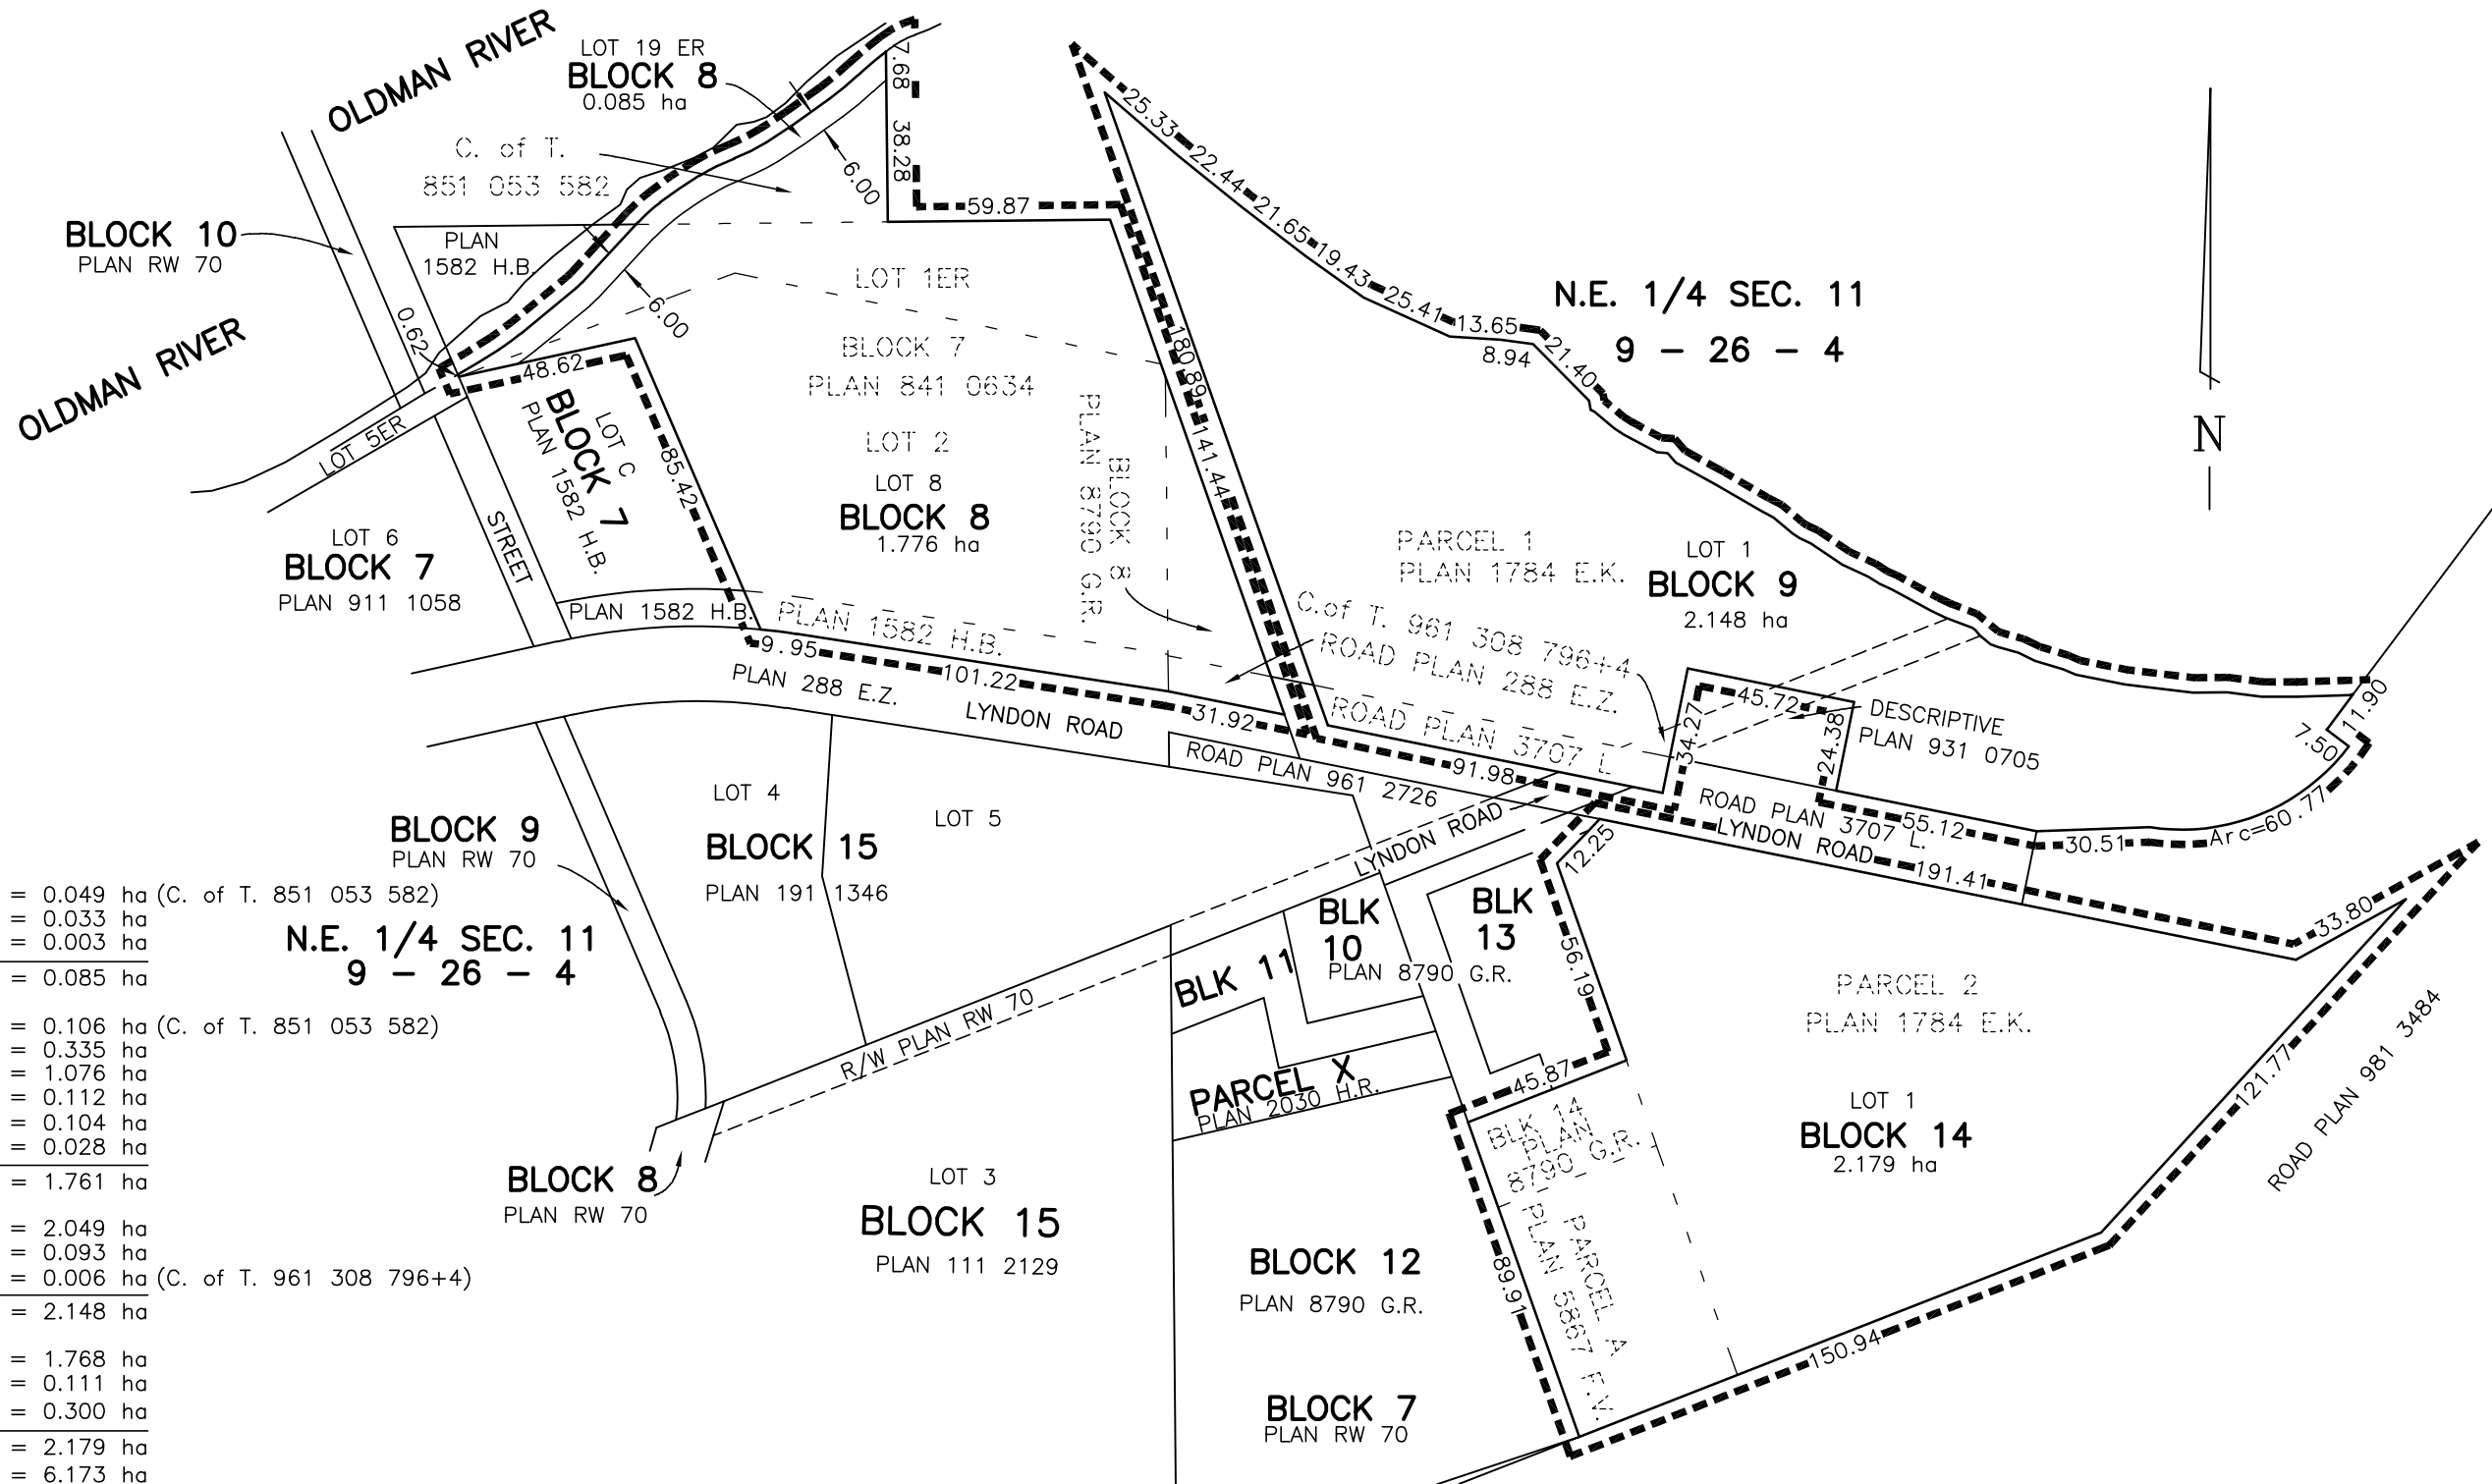 OLDMAN RIVER
LOT 19 ER
BLOCK 8
0.085 ha
C. of T.
851 053 582
7.68
38.28
6.00
59.87
BLOCK 10
PLAN RW 70
PLAN
1582 H.B.
0.62
6.00
OLDMAN RIVER
LOT 5ER
48.62
LOT C
BLOCK 7
PLAN 1582 H.B.
85.42
STREET
LOT 1ER
BLOCK 7
PLAN 841 0634
LOT 2
LOT 8
BLOCK 8
1.776 ha
PLAN 8790 G.R.
BLOCK 8
180.89
141.44
25.33
22.44
21.65
19.43
25.41
13.65
8.94
21.40
N.E. 1/4 SEC. 11
9 - 26 - 4
N
LOT 6
BLOCK 7
PLAN 911 1058
PLAN 1582 H.B.
PLAN 1582 H.B.
9.95
101.22
31.92
PLAN 288 E.Z.
LYNDON ROAD
PARCEL 1
PLAN 1784 E.K.
LOT 1
BLOCK 9
2.148 ha
C.of T. 961 308 796+4
ROAD PLAN 288 E.Z.
ROAD PLAN 3707 L
ROAD PLAN 961 2726
91.98
34.27
45.72
24.38
DESCRIPTIVE
PLAN 931 0705
11.90
7.50
ROAD PLAN 3707 L.
LYNDON ROAD
55.12
30.51
Arc=60.77
191.41
33.80
LYNDON ROAD
12.25
LOT 4
LOT 5
BLOCK 15
PLAN 191 1346
BLOCK 9
PLAN RW 70
N.E. 1/4 SEC. 11
9 - 26 - 4
R/W PLAN RW 70
BLK
10
BLK
13
PLAN 8790 G.R.
BLK 11
56.19
PARCEL X
PLAN 2030 H.R.
45.87
BLK 14
PLAN
8790 G.R.
PARCEL 2
PLAN 1784 E.K.
LOT 1
BLOCK 14
2.179 ha
121.77
ROAD PLAN 981 3484
BLOCK 8
PLAN RW 70
LOT 3
BLOCK 15
PLAN 111 2129
BLOCK 12
PLAN 8790 G.R.
89.91
PARCEL A
PLAN 5867 F.V.
150.94
BLOCK 7
PLAN RW 70
= 0.049 ha (C. of T. 851 053 582)
= 0.033 ha
= 0.003 ha
= 0.085 ha
= 0.106 ha (C. of T. 851 053 582)
= 0.335 ha
= 1.076 ha
= 0.112 ha
= 0.104 ha
= 0.028 ha
= 1.761 ha
= 2.049 ha
= 0.093 ha
= 0.006 ha (C. of T. 961 308 796+4)
= 2.148 ha
= 1.768 ha
= 0.111 ha
= 0.300 ha
= 2.179 ha
= 6.173 ha